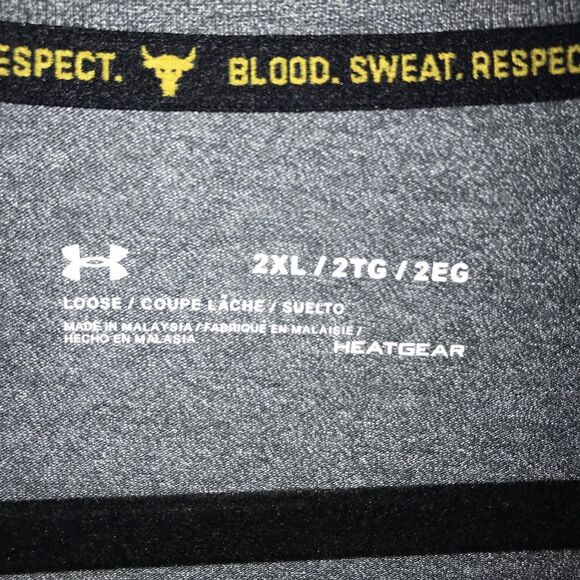 ESPECT. BLOOD. SWEAT. RESPEC
2XL / 2TG / 2EG
LOOSE / COUPE LÂCHE / SUELTO
MADE IN MALAYSIA / FABRIQUÉ EN MALAISIE /
HECHO EN MALASIA
HEATGEAR